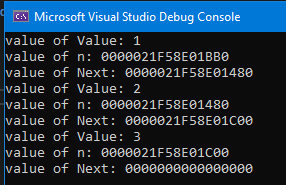 Microsoft Visual Studio Debug Console
value of Value: 1
value of n: 0000021F58E01BB0
value of Next: 0000021F58E01480
value of Value: 2
value of n: 0000021F58E01480
value of Next: 0000021F58E01C00
value of Value: 3
value of n: 0000021F58E01C00
value of Next: 0000000000000000